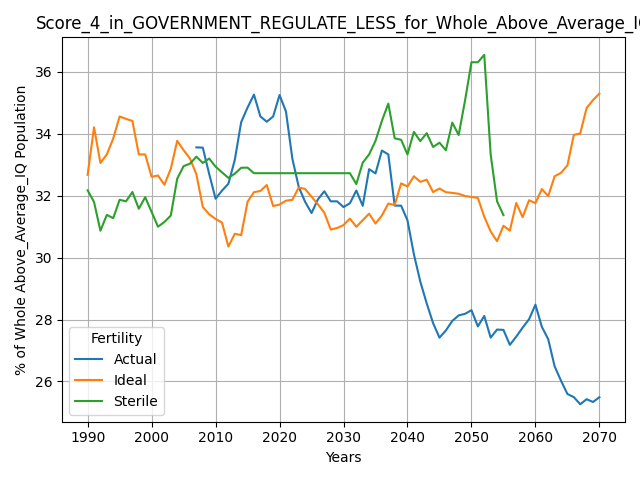 Score_4_in_GOVERNMENT_REGULATE_LESS_for_Whole_Above_Average_IQ
% of Whole Above_Average_IQ Population
36
34
32
30
28
26
Fertility
Actual
Ideal
Sterile
1990 2000 2010 2020 2030 2040 2050 2060 2070
Years